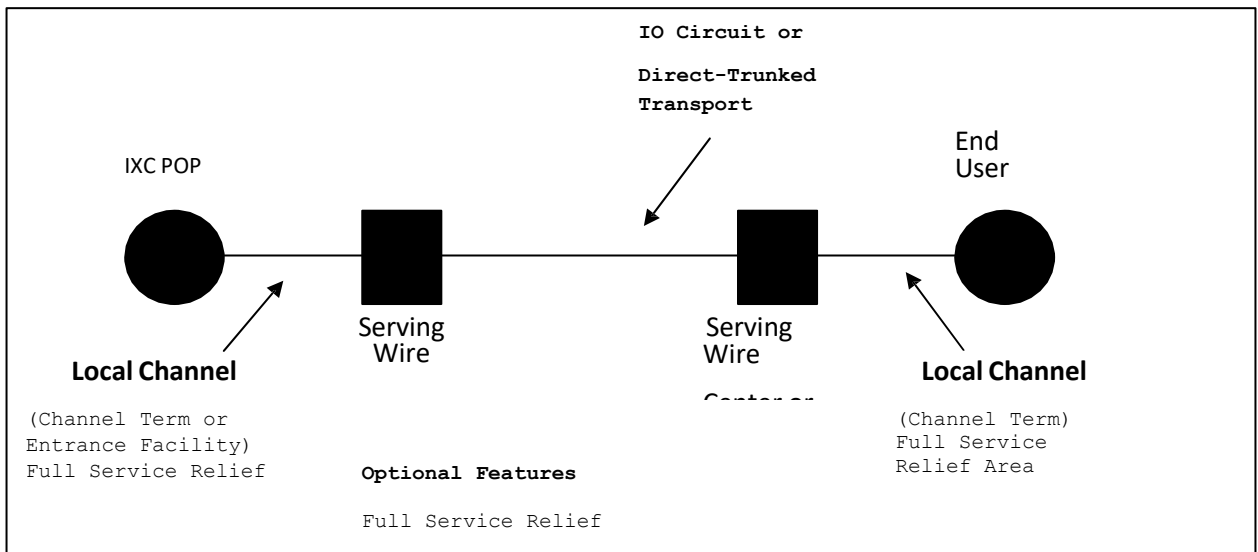 IO Circuit or
Direct-Trunked
Transport
IXC POP
End
User
Serving
Wire
Serving
Wire
Local Channel
(Channel Term or
Entrance Facility)
Full Service Relief
Optional Features
Full Service Relief
Local Channel
(Channel Term)
Full Service
Relief Area